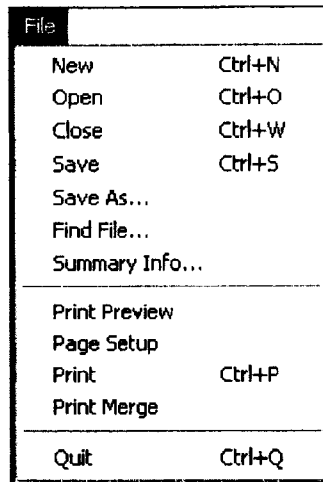 File
New Ctrl+N
Open Ctrl+O
Close Ctrl+W
Save Ctrl+S
Save As...
Find File...
Summary Info...
Print Preview
Page Setup
Print Ctrl+P
Print Merge
Quit Ctrl+Q